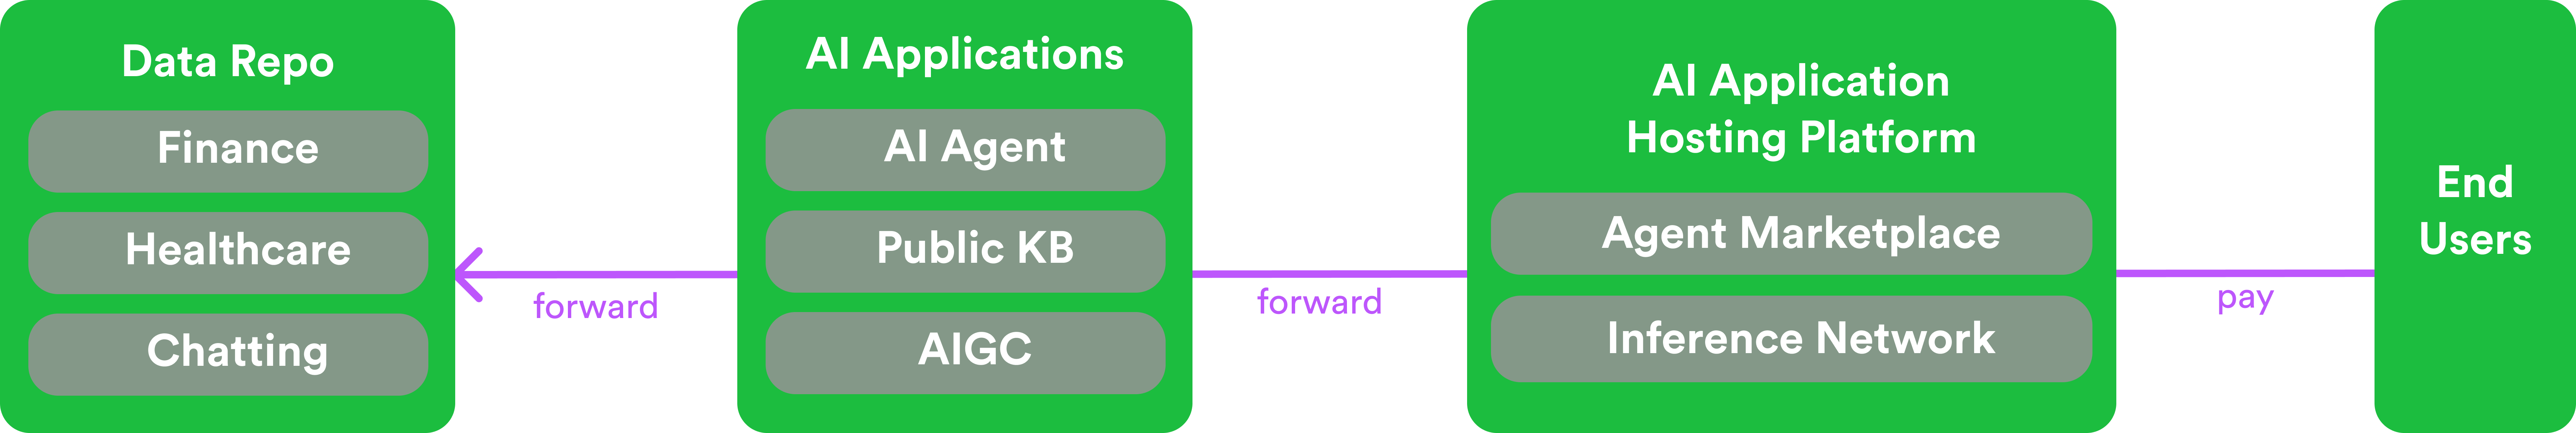 Data Repo
Finance
Healthcare
Chatting
forward
AI Applications
AI Agent
Public KB
AIGC
forward
AI Application
Hosting Platform
Agent Marketplace
Inference Network
pay
End
Users